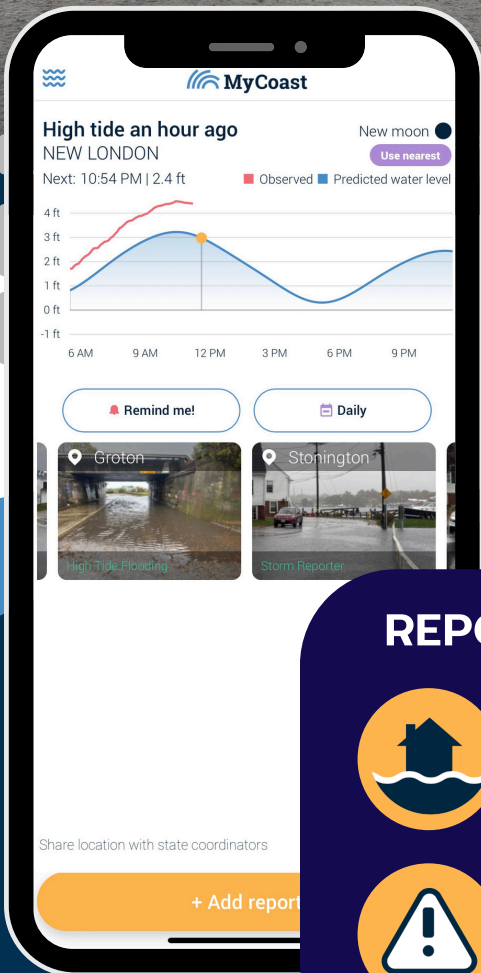 MyCoast
High tide an hour ago
New moon
NEW LONDON
Use nearest
Next: 10:54 PM | 2.4 ft
Observed Predicted water level
4 ft
3 ft
2 ft
1 ft
0 ft
-1 ft
6 AM 9 AM 12 PM 3 PM 6 PM 9 PM
Remind me!
Daily
Groton
Stonington
High Tide Flooding
Storm Reporter
REPO
Share location with state coordinators
+ Add report